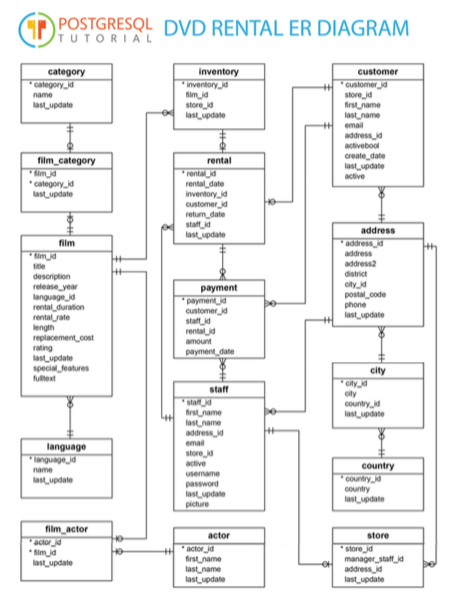 POSTGRESQL
TUTORIAL
DVD RENTAL ER DIAGRAM
category
* category_id
name
last_update
film_category
* film_id
* category_id
last_update
film
* film_id
title
description
release_year
language_id
rental_duration
rental_rate
length
replacement_cost
rating
last_update
special_features
fulltext
language
* language_id
name
last_update
film_actor
* actor_id
* film_id
last_update
inventory
* inventory_id
film_id
store_id
last_update
rental
* rental_id
rental_date
inventory_id
customer_id
return_date
staff_id
last_update
payment
* payment_id
customer_id
staff_id
rental_id
amount
payment_date
staff
* staff_id
first_name
last_name
address_id
email
store_id
active
username
password
last_update
picture
actor
* actor_id
first_name
last_name
last_update
customer
* customer_id
store_id
first_name
last_name
email
address_id
activebool
create_date
last_update
active
address
* address_id
address
address2
district
city_id
postal_code
phone
last_update
city
* city_id
city
country_id
last_update
country
* country_id
country
last_update
store
* store_id
manager_staff_id
address_id
last_update